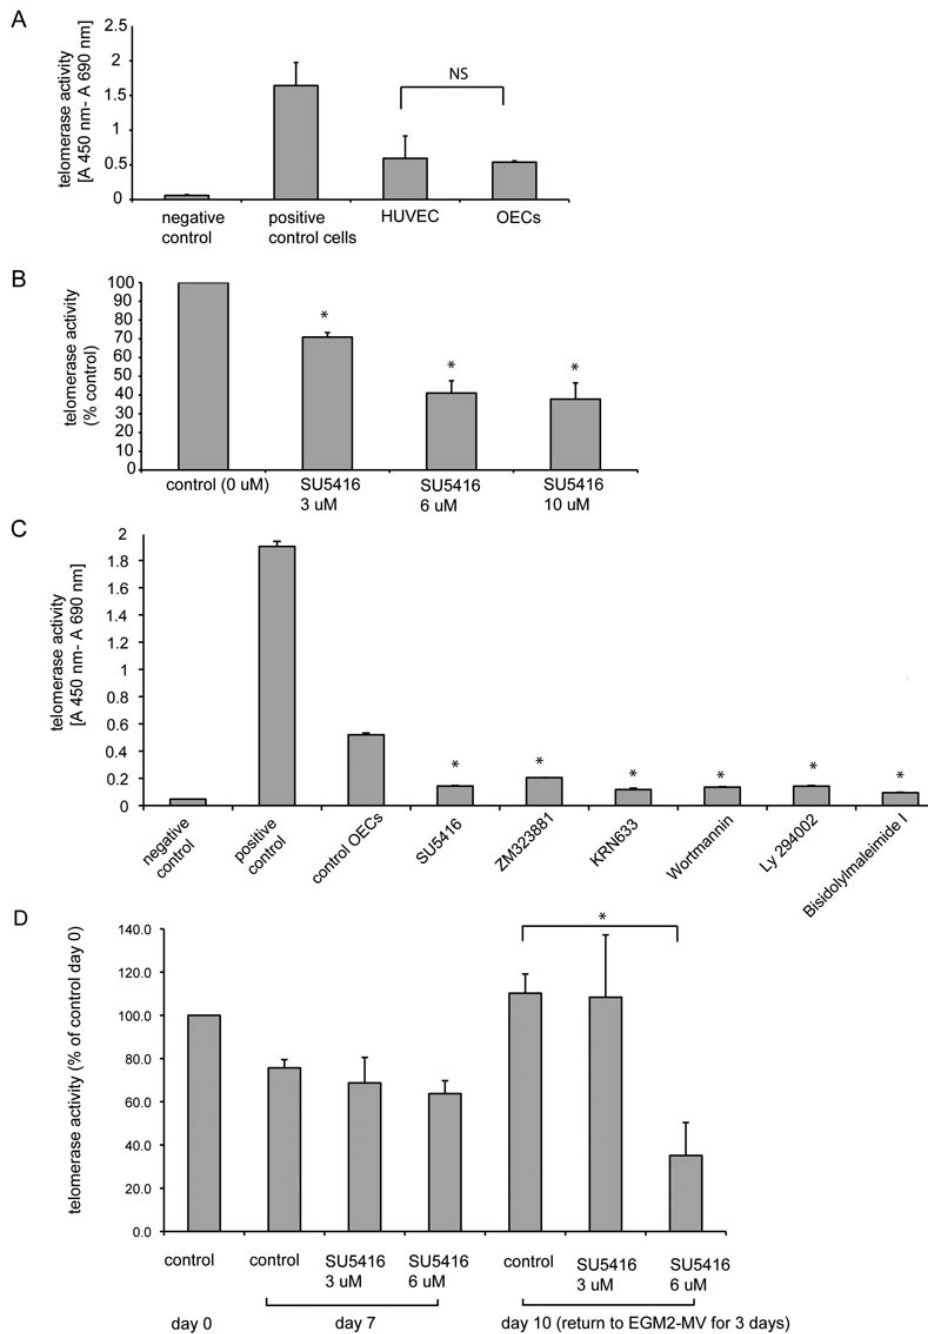 A
telomerase activity
[A 450 nm- A 690 nm]
2.5
2
1.5
1
0.5
0
NS
negative
control
positive
control cells
HUVEC
OECs
B
telomerase activity
(% control)
100
90
80
70
60
50
40
30
20
10
0
*
*
*
control (0 uM)
SU5416
3 uM
SU5416
6 uM
SU5416
10 uM
C
telomerase activity
[A 450 nm- A 690 nm]
2
1.8
1.6
1.4
1.2
1
0.8
0.6
0.4
0.2
0
*
*
*
*
*
*
negative
control
positive
control
control OECs
SU5416
ZM323881
KRN633
Wortmannin
Ly 294002
Bisidolylmaleimide I
D
telomerase activity (% of control day 0)
140.0
120.0
100.0
80.0
60.0
40.0
20.0
0.0
*
control
control
SU5416
3 uM
SU5416
6 uM
control
SU5416
3 uM
SU5416
6 uM
day 0
day 7
day 10 (return to EGM2-MV for 3 days)